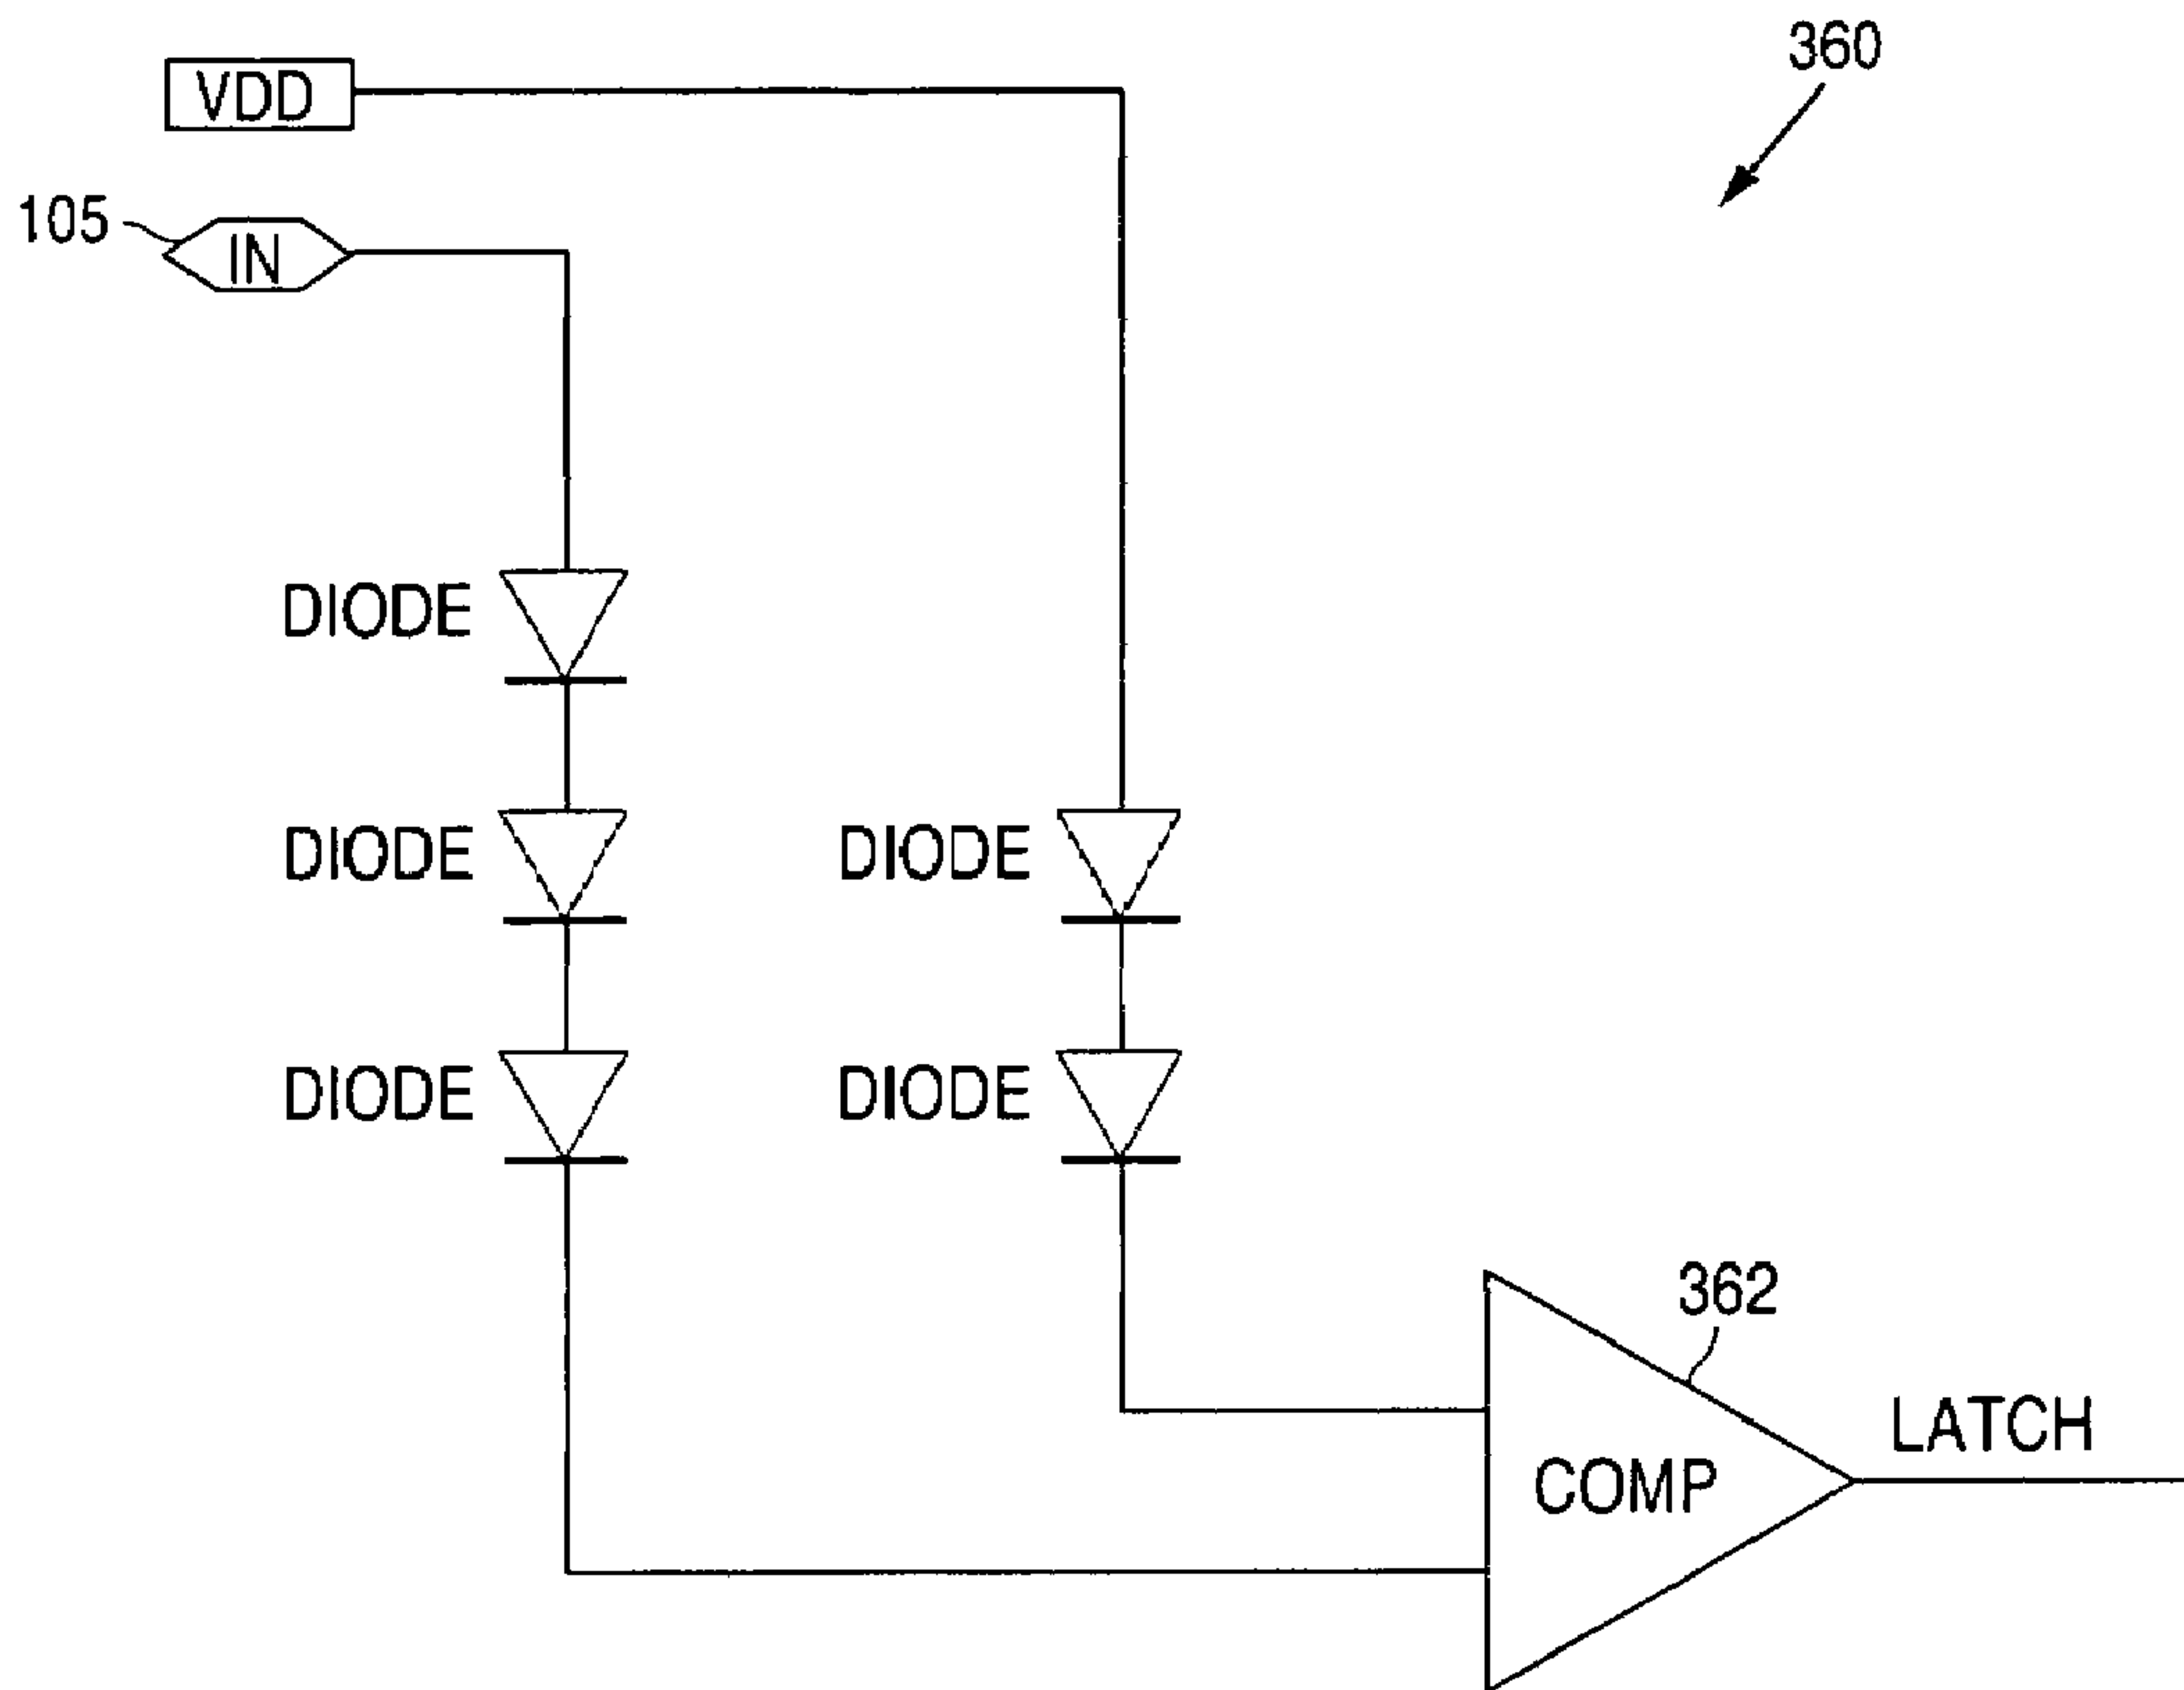 360
VDD
105
IN
DIODE
DIODE
DIODE
DIODE
DIODE
362
LATCH
COMP